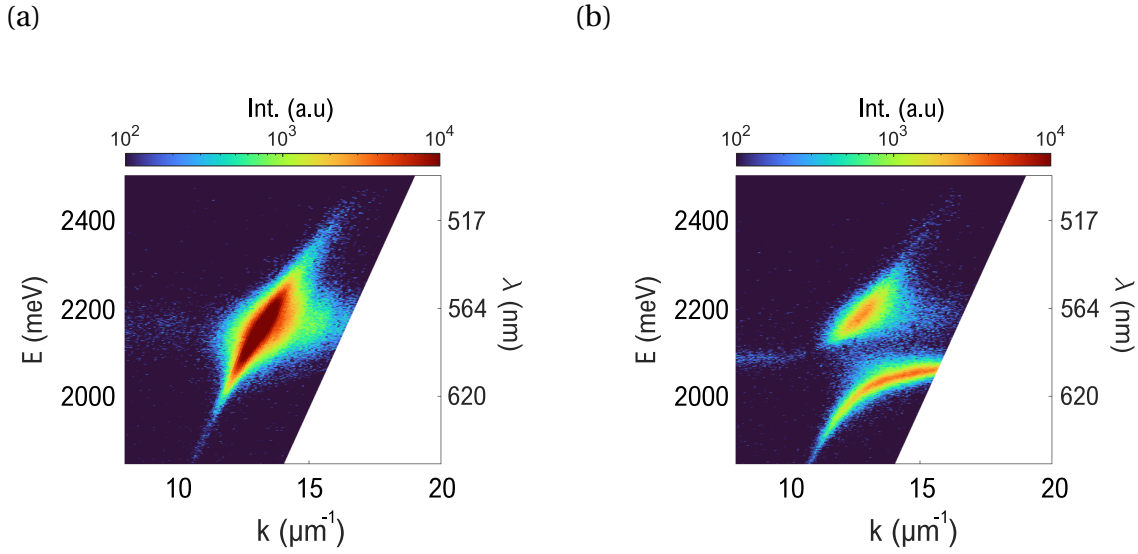 (a)
Int. (a.u)
10² 10³ 10⁴
E (meV)
2400
2200
2000
517
564
620
λ (nm)
10 15 20
k (μm⁻¹)
(b)
Int. (a.u)
10² 10³ 10⁴
E (meV)
2400
2200
2000
517
564
620
λ (nm)
10 15 20
k (μm⁻¹)